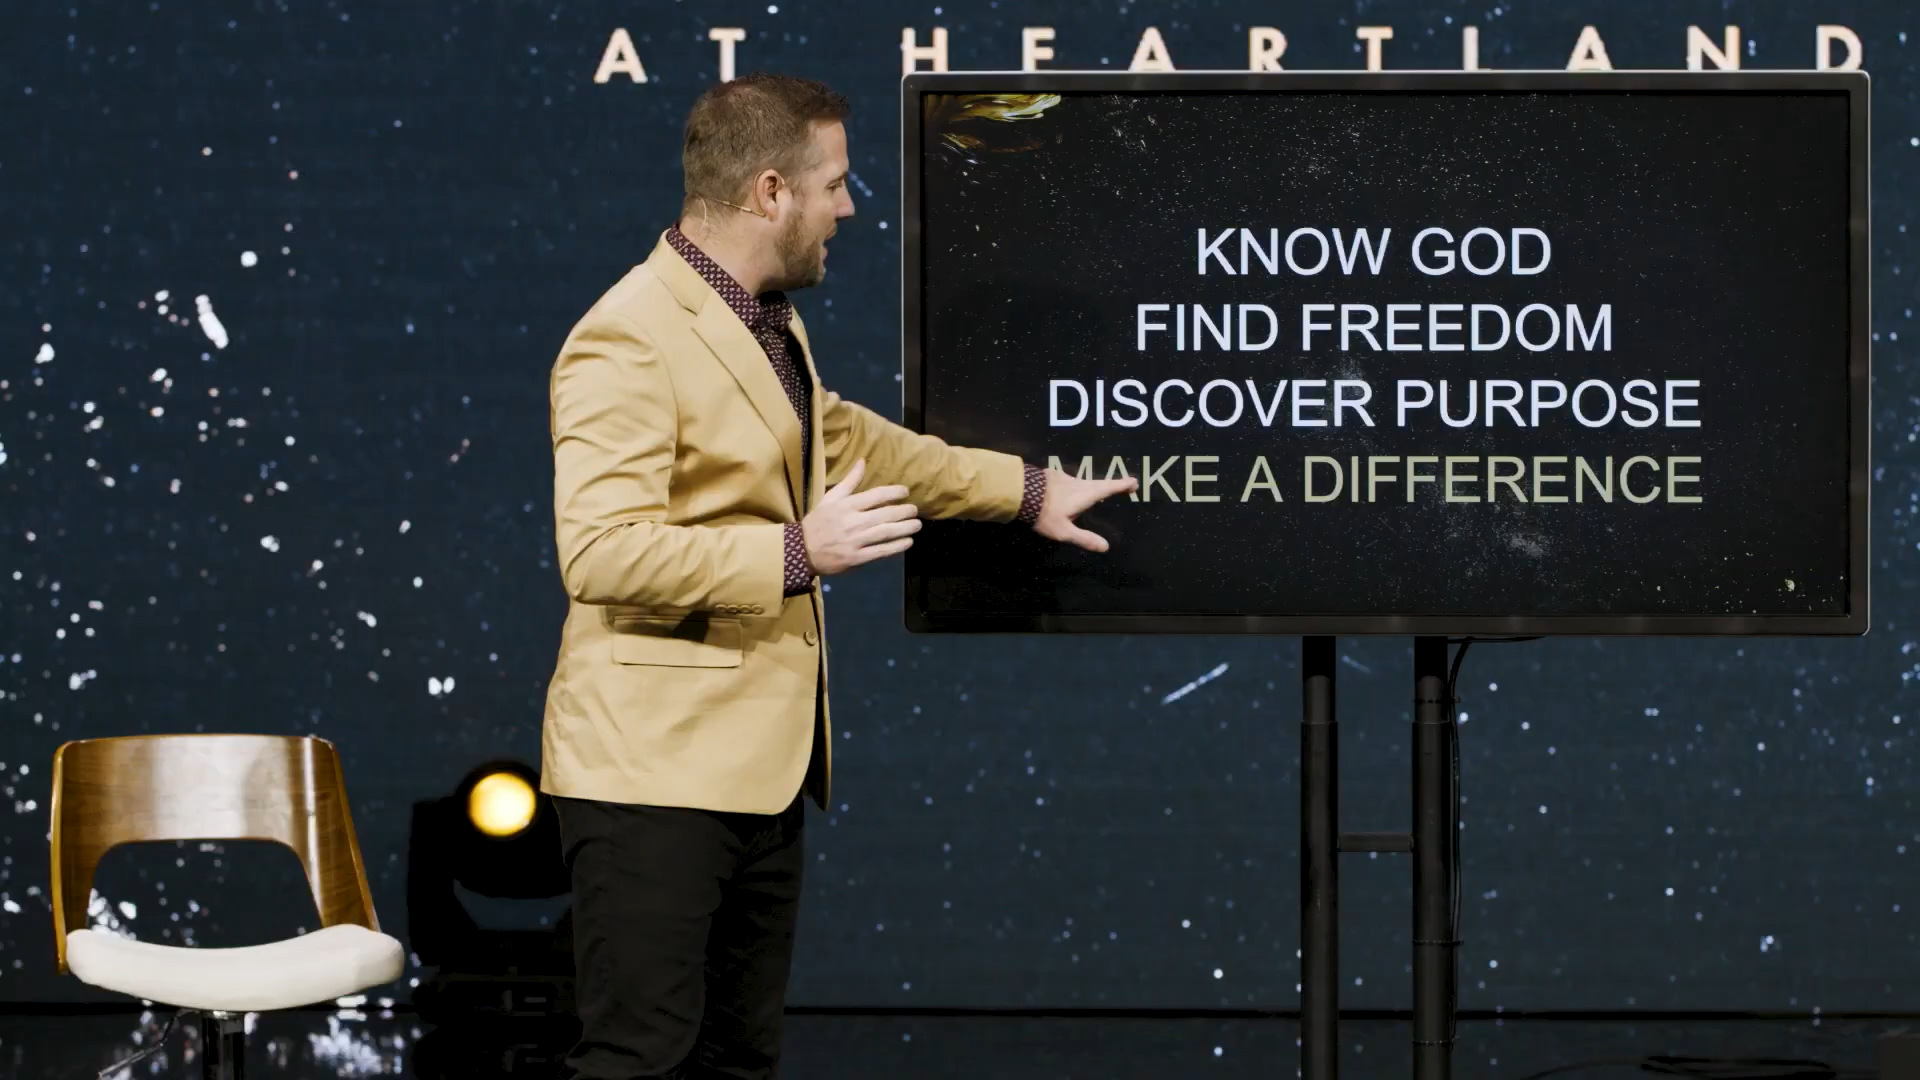 AT HEARTLAND
KNOW GOD
FIND FREEDOM
DISCOVER PURPOSE
MAKE A DIFFERENCE